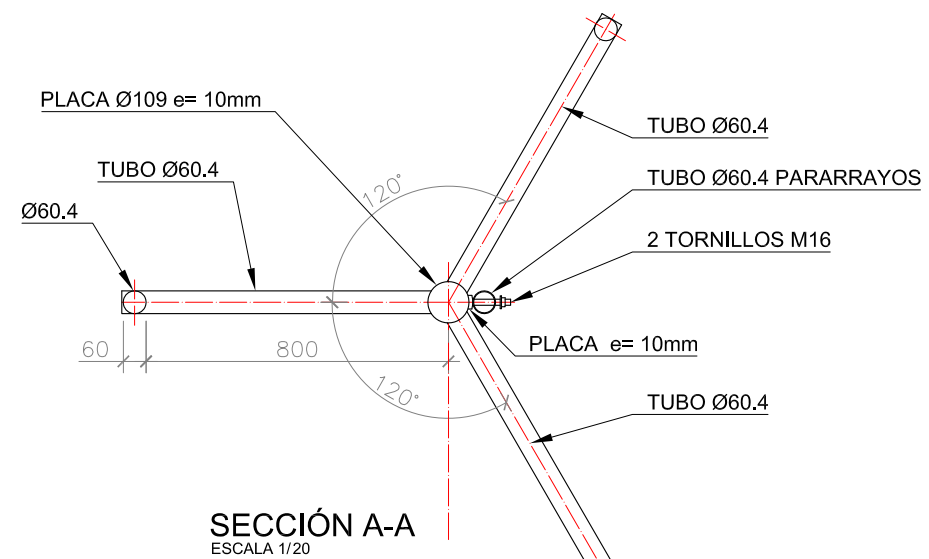 PLACA Ø109 e= 10mm
TUBO Ø60.4
TUBO Ø60.4
120°
TUBO Ø60.4 PARARRAYOS
Ø60.4
2 TORNILLOS M16
60
800
PLACA e= 10mm
120°
TUBO Ø60.4
SECCIÓN A-A
ESCALA 1/20